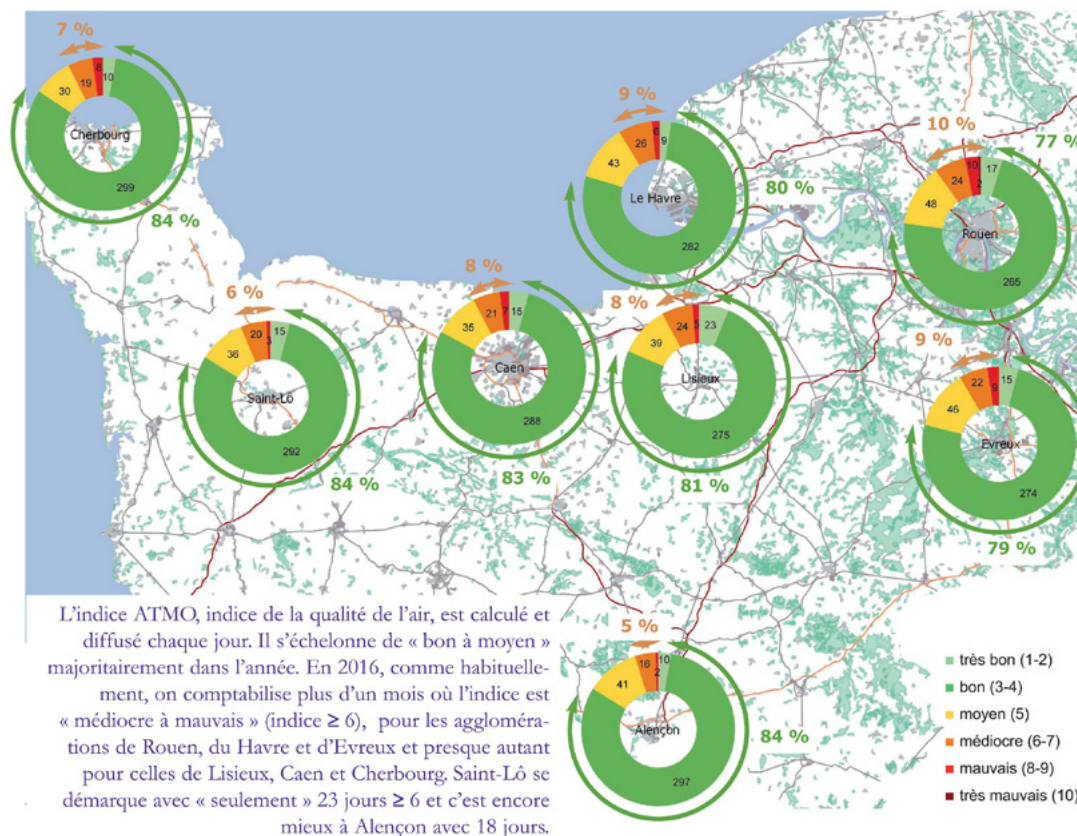 7 %
6
10
19
30
Cherbourg
299
84 %
9 %
6
9
26
43
Le Havre
282
80 %
10 %
77 %
10
2
17
24
48
Rouen
265
6 %
20
3
15
36
Saint-Lô
292
84 %
8 %
21
7
15
35
Caen
288
83 %
8 %
24
5
23
39
Lisieux
275
81 %
9 %
22
9
15
46
Evreux
274
79 %
L'indice ATMO, indice de la qualité de l'air, est calculé et
diffusé chaque jour. Il s'échelonne de « bon à moyen »
majoritairement dans l'année. En 2016, comme habituelle-
ment, on comptabilise plus d'un mois où l'indice est
« médiocre à mauvais » (indice ≥ 6), pour les aggloméra-
tions de Rouen, du Havre et d'Evreux et presque autant
pour celles de Lisieux, Caen et Cherbourg. Saint-Lô se
démarque avec « seulement » 23 jours ≥ 6 et c'est encore
mieux à Alençon avec 18 jours.
5 %
16
2
10
41
Alençon
297
84 %
très bon (1-2)
bon (3-4)
moyen (5)
médiocre (6-7)
mauvais (8-9)
très mauvais (10)